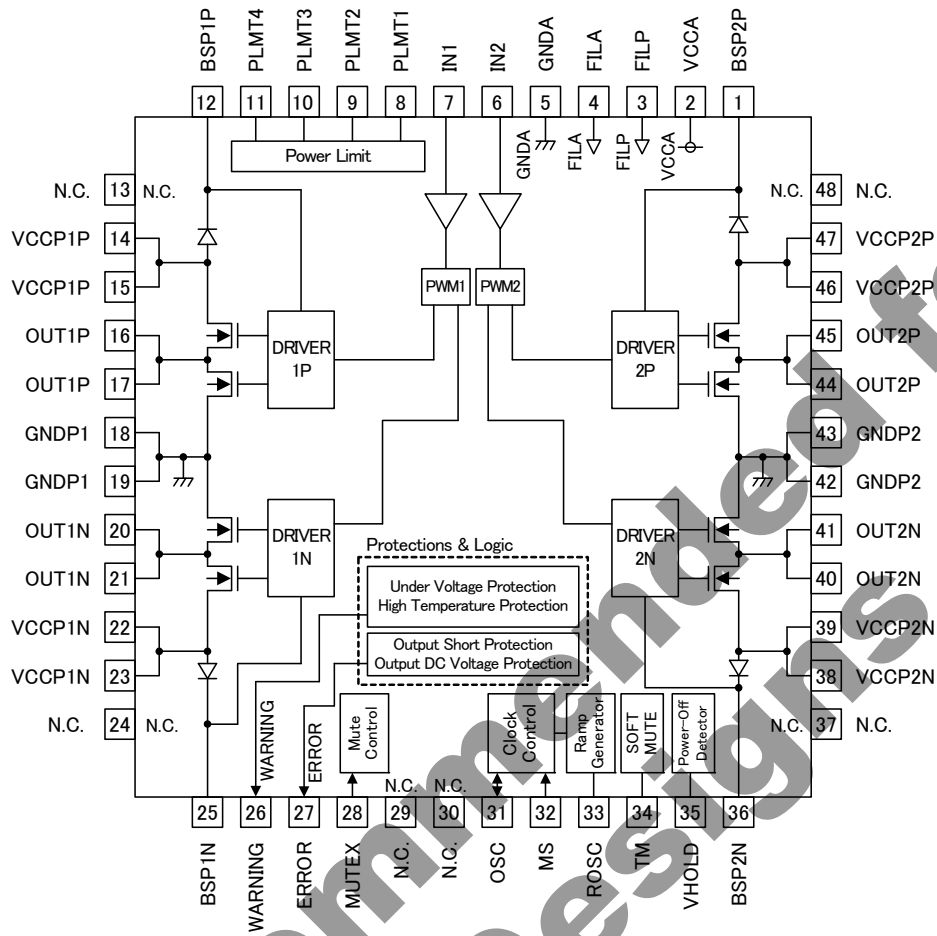 BSP1P
PLMT4
PLMT3
PLMT2
PLMT1
IN1
IN2
GNDA
FILA
FILP
VCCA
BSP2P
12
11
10
9
8
7
6
5
4
3
2
1
Power Limit
GNDA
FILA
FILP
VCCA
N.C.
13
N.C.
N.C.
48
N.C.
VCCP1P
14
47
VCCP2P
VCCP1P
15
PWM1
PWM2
46
VCCP2P
OUT1P
16
DRIVER
1P
DRIVER
2P
45
OUT2P
OUT1P
17
44
OUT2P
GNDP1
18
43
GNDP2
GNDP1
19
42
GNDP2
OUT1N
20
DRIVER
1N
DRIVER
2N
41
OUT2N
OUT1N
21
40
OUT2N
Protections & Logic
Under Voltage Protection
High Temperature Protection
Output Short Protection
Output DC Voltage Protection
VCCP1N
22
39
VCCP2N
VCCP1N
23
38
VCCP2N
N.C.
24
N.C.
N.C.
37
N.C.
WARNING
ERROR
Mute
Control
Clock
Control
Ramp
Generator
SOFT
MUTE
Power-Off
Detector
N.C.
N.C.
25
26
27
28
29
30
31
32
33
34
35
36
BSP1N
WARNING
ERROR
MUTEX
N.C.
N.C.
OSC
MS
ROSC
TM
VHOLD
BSP2N
mmended fo
Designs